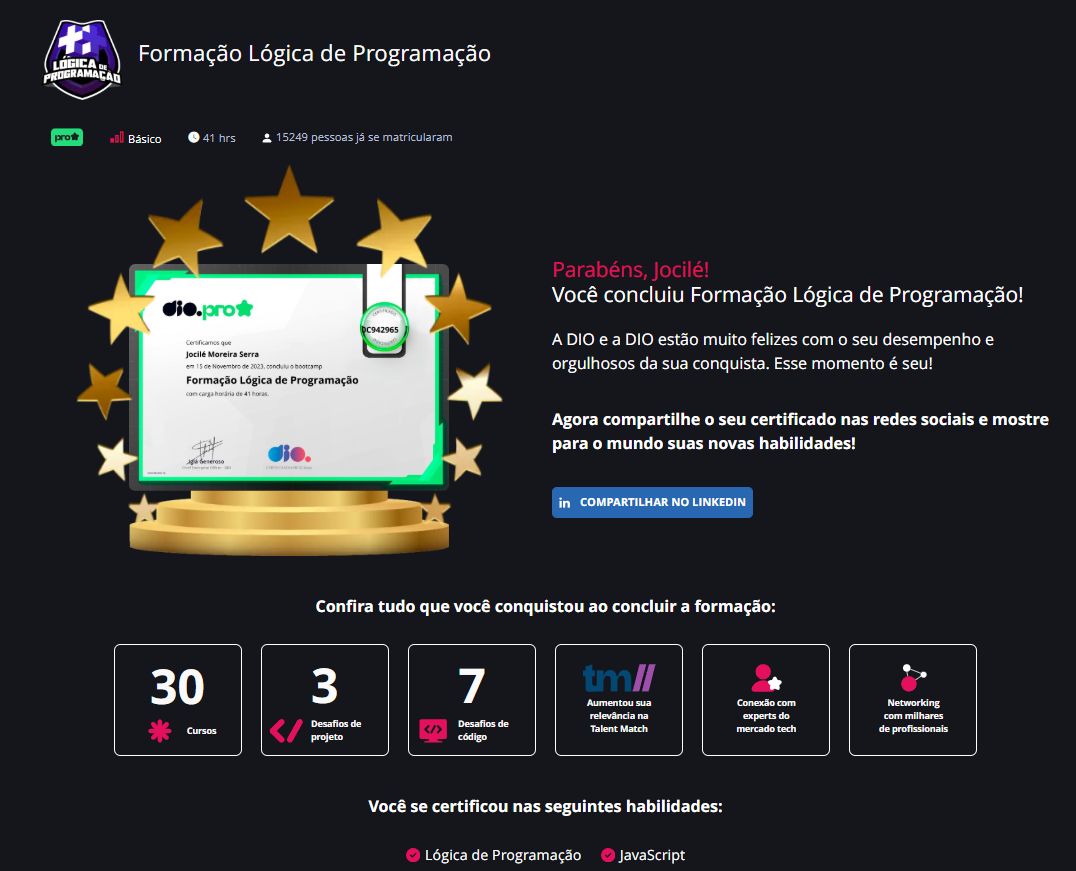 LÓGICA DE
PROGRAMAÇÃO
Formação Lógica de Programação
pro
Básico
41 hrs
15249 pessoas já se matricularam
dio.pro
CERTIFICADO
DC942965
Certificamos que
Jocilé Moreira Serra
em 15 de Novembro de 2023, concluiu o bootcamp
Formação Lógica de Programação
com carga horária de 41 horas.
Iglá Generoso
dio.
Parabéns, Jocilé!
Você concluiu Formação Lógica de Programação!
A DIO e a DIO estão muito felizes com o seu desempenho e
orgulhosos da sua conquista. Esse momento é seu!
Agora compartilhe o seu certificado nas redes sociais e mostre
para o mundo suas novas habilidades!
in COMPARTILHAR NO LINKEDIN
Confira tudo que você conquistou ao concluir a formação:
30
Cursos
3
Desafios de
projeto
7
Desafios de
código
tm//
Aumentou sua
relevância na
Talent Match
Conexão com
experts do
mercado tech
Networking
com milhares
de profissionais
Você se certificou nas seguintes habilidades:
Lógica de Programação
JavaScript